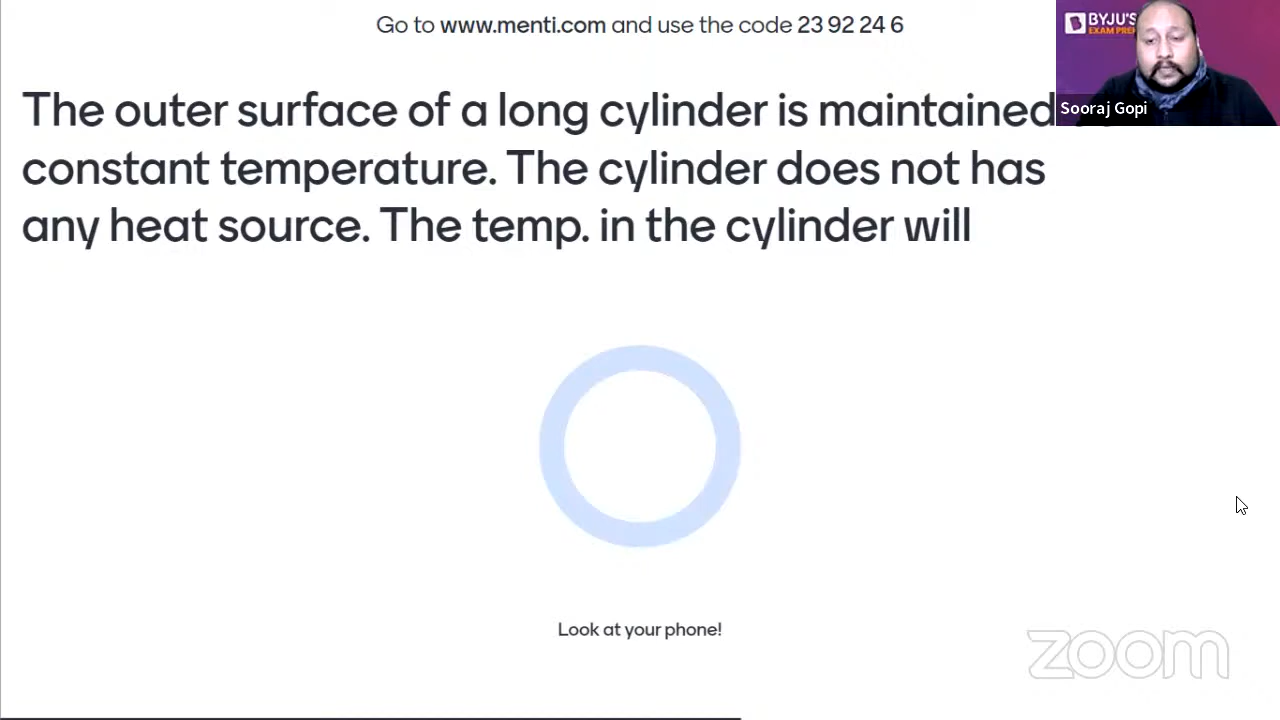 Go to www.menti.com and use the code 23 92 24 6
BYJU'S
EXAM PREP
Sooraj Gopi
The outer surface of a long cylinder is maintained
constant temperature. The cylinder does not has
any heat source. The temp. in the cylinder will
Look at your phone!
zoom